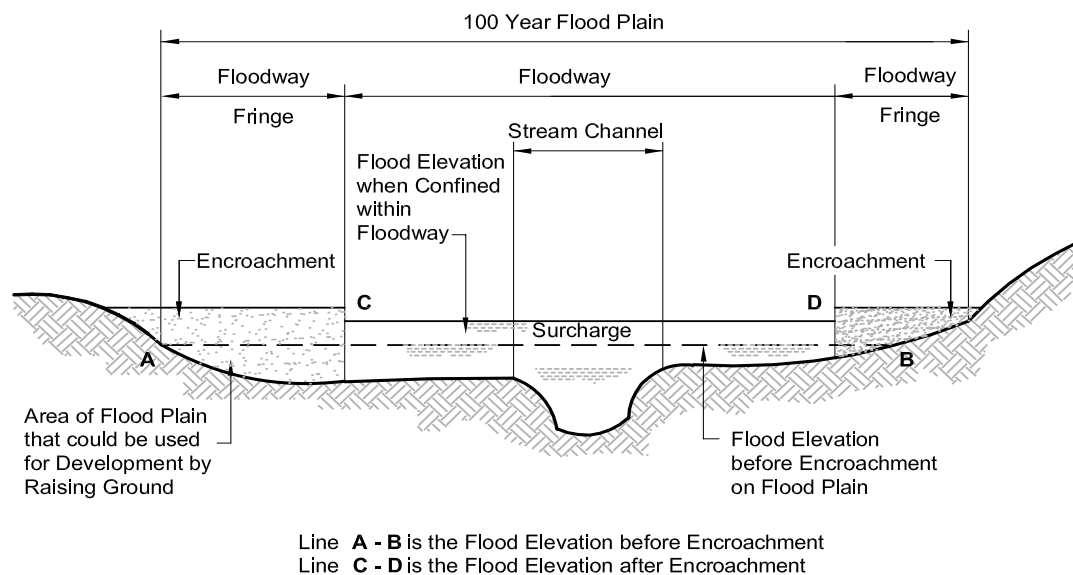 100 Year Flood Plain
Floodway
Fringe
Floodway
Floodway
Fringe
Stream Channel
Flood Elevation
when Confined
within
Floodway
Encroachment
Encroachment
C
D
Surcharge
A
B
Area of Flood Plain
that could be used
for Development by
Raising Ground
Flood Elevation
before Encroachment
on Flood Plain
Line A - B is the Flood Elevation before Encroachment
Line C - D is the Flood Elevation after Encroachment